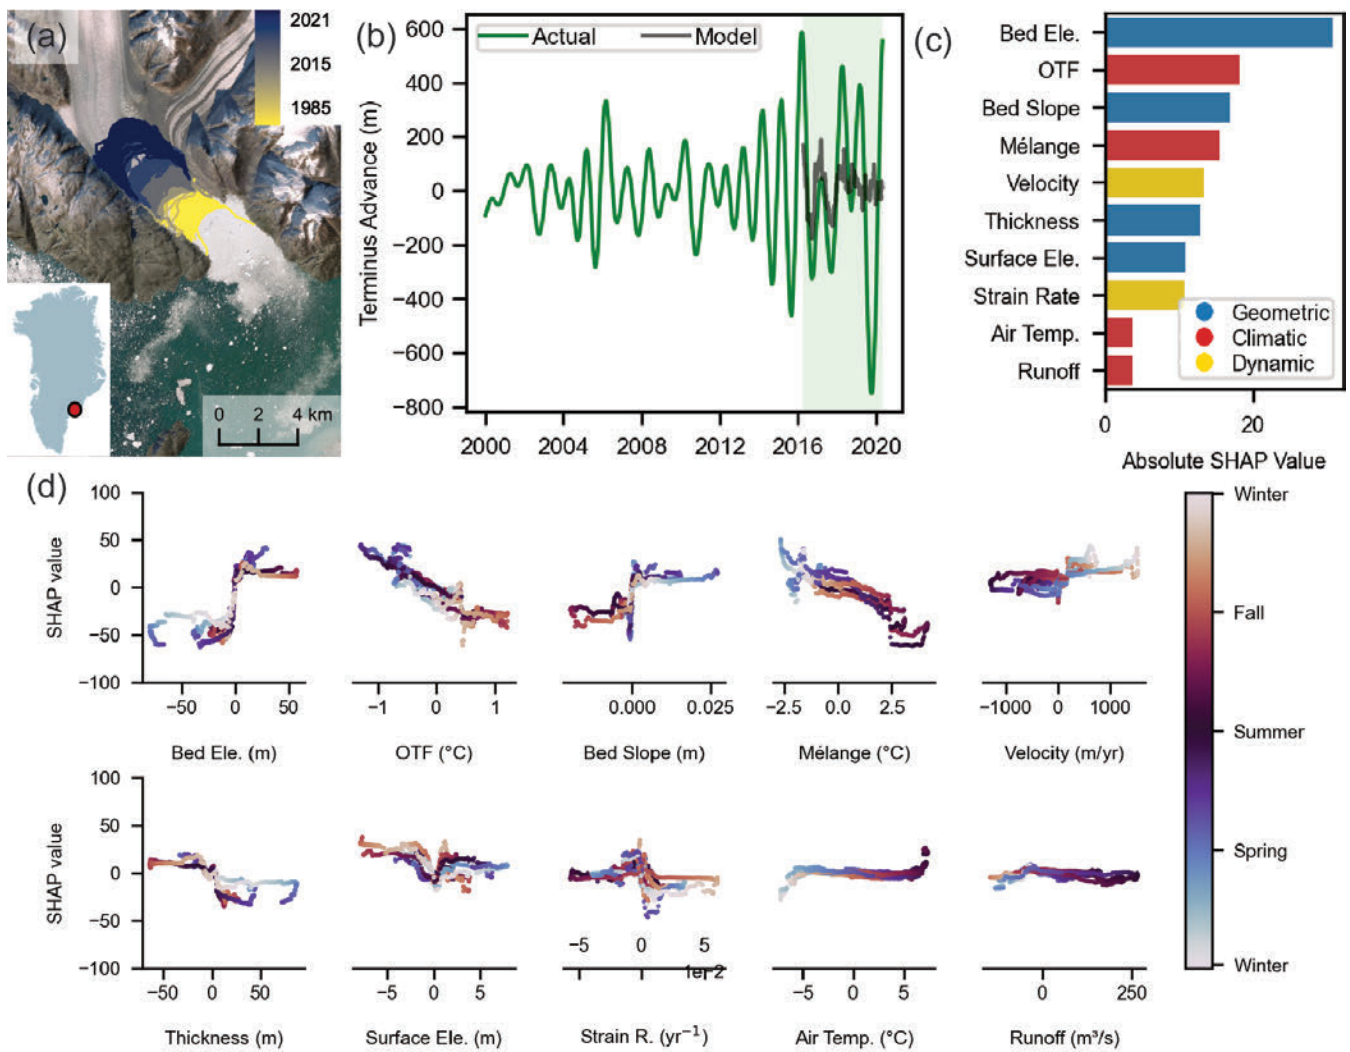 (a)
2021
2015
1985
0 2 4 km
(b)
Actual Model
Terminus Advance (m)
600
400
200
0
−200
−400
−600
−800
2000 2004 2008 2012 2016 2020
(c)
Bed Ele.
OTF
Bed Slope
Mélange
Velocity
Thickness
Surface Ele.
Strain Rate
Air Temp.
Runoff
Geometric
Climatic
Dynamic
0 20
Absolute SHAP Value
(d)
SHAP value
100
50
0
−50
−100
−50 0 50
−1 0 1
0.000 0.025
−2.5 0.0 2.5
−1000 0 1000
Bed Ele. (m) OTF (°C) Bed Slope (m) Mélange (°C) Velocity (m/yr)
SHAP value
100
50
0
−50
−100
−50 0 50
−5 0 5
−5 0 5
1e−2
−5 0 5
0 250
Thickness (m) Surface Ele. (m) Strain R. (yr⁻¹) Air Temp. (°C) Runoff (m³/s)
Winter
Fall
Summer
Spring
Winter